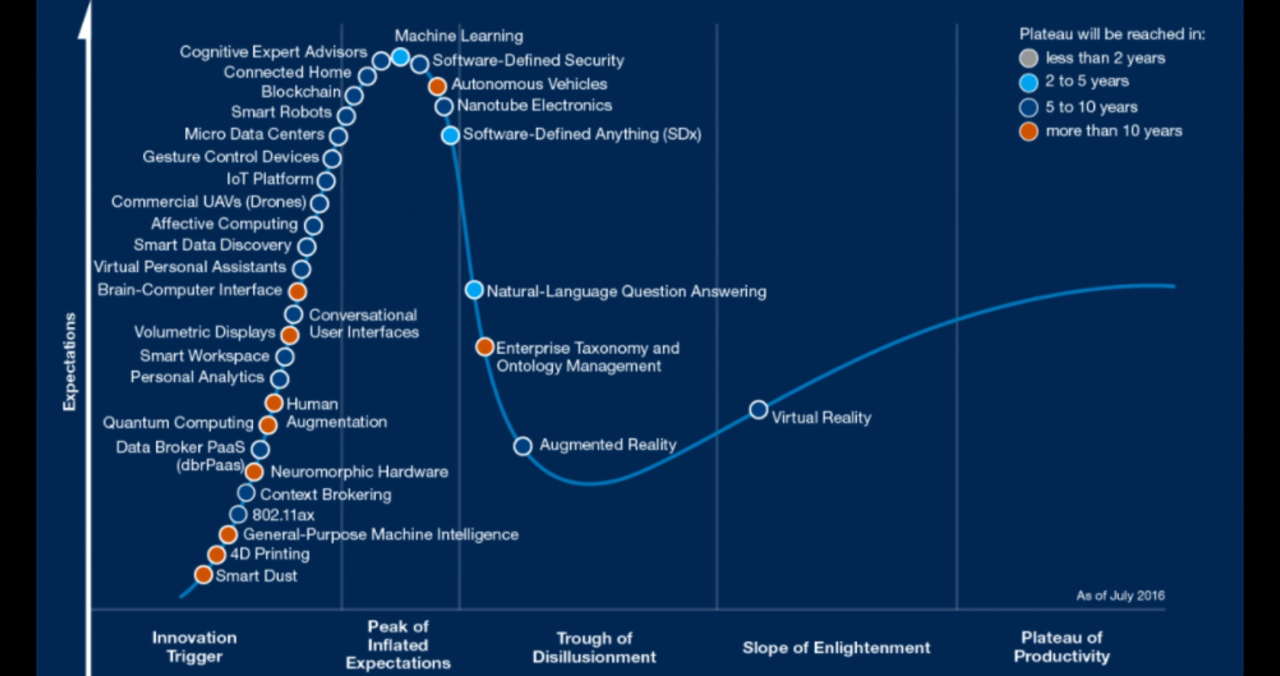 Machine Learning
Plateau will be reached in:
Cognitive Expert Advisors
Software-Defined Security
less than 2 years
Connected Home
Autonomous Vehicles
2 to 5 years
Blockchain
Nanotube Electronics
5 to 10 years
Smart Robots
more than 10 years
Micro Data Centers
Software-Defined Anything (SDx)
Gesture Control Devices
IoT Platform
Commercial UAVs (Drones)
Affective Computing
Smart Data Discovery
Virtual Personal Assistants
Brain-Computer Interface
Natural-Language Question Answering
Conversational
User Interfaces
Volumetric Displays
Enterprise Taxonomy and
Ontology Management
Smart Workspace
Personal Analytics
Human
Augmentation
Quantum Computing
Virtual Reality
Data Broker PaaS
(dbrPaas)
Augmented Reality
Neuromorphic Hardware
Context Brokering
802.11ax
General-Purpose Machine Intelligence
4D Printing
Smart Dust
Expectations
As of July 2016
Innovation
Trigger
Peak of
Inflated
Expectations
Trough of
Disillusionment
Slope of Enlightenment
Plateau of
Productivity